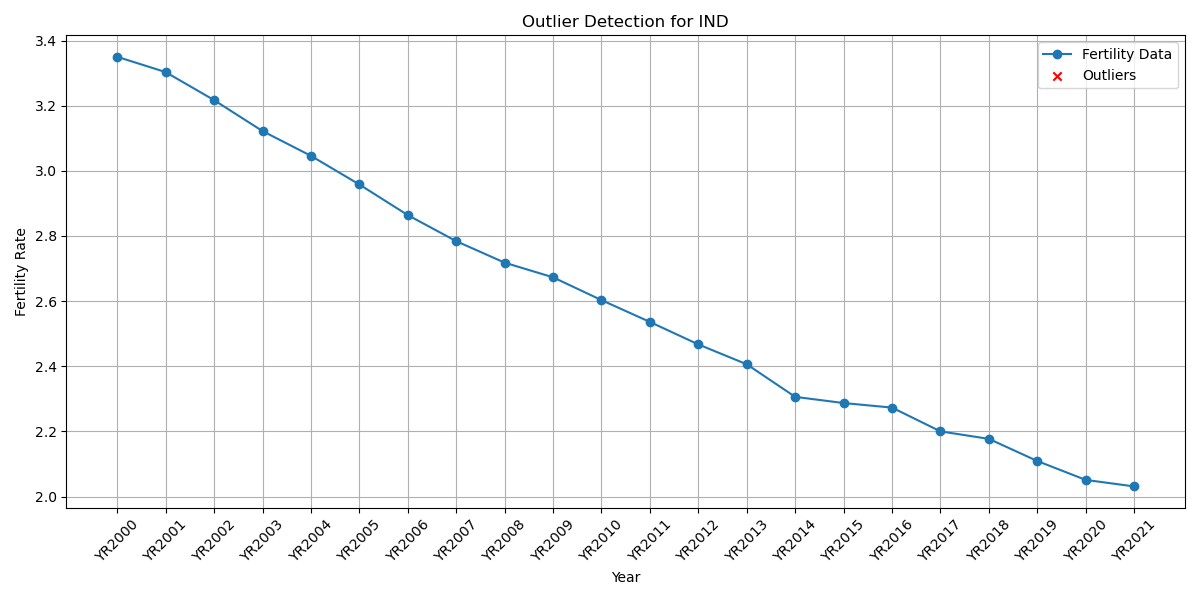 Outlier Detection for IND
Fertility Data
Outliers
Fertility Rate
3.4
3.2
3.0
2.8
2.6
2.4
2.2
2.0
YR2000
YR2001
YR2002
YR2003
YR2004
YR2005
YR2006
YR2007
YR2008
YR2009
YR2010
YR2011
YR2012
YR2013
YR2014
YR2015
YR2016
YR2017
YR2018
YR2019
YR2020
YR2021
Year